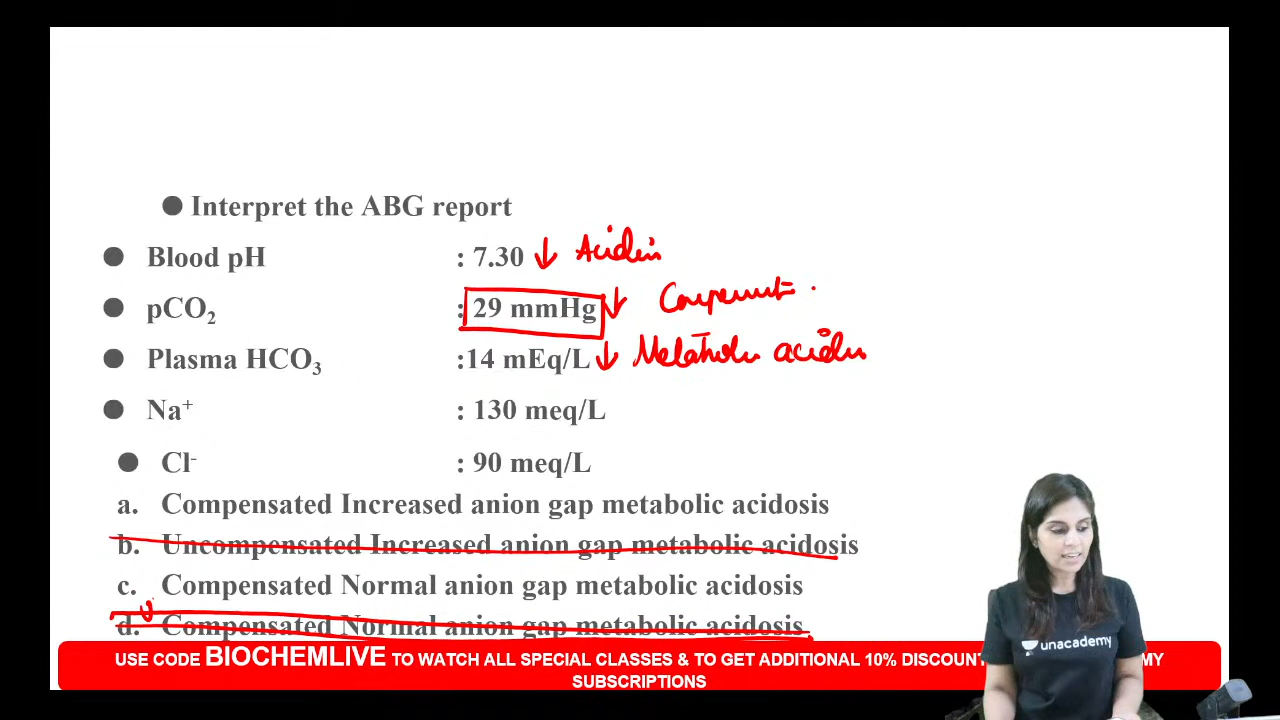 ● Interpret the ABG report
● Blood pH : 7.30 ↓ Acidosis
● pCO₂ : 29 mmHg ↓
● Plasma HCO₃ :14 mEq/L ↓ Metabolic acidosis
● Na⁺ : 130 meq/L
● Cl⁻ : 90 meq/L
a. Compensated Increased anion gap metabolic acidosis
b. Uncompensated Increased anion gap metabolic acidosis
c. Compensated Normal anion gap metabolic acidosis
d. Compensated Normal anion gap metabolic acidosis
USE CODE BIOCHEMLIVE TO WATCH ALL SPECIAL CLASSES & TO GET ADDITIONAL 10% DISCOUNT MY
SUBSCRIPTIONS
unacademy